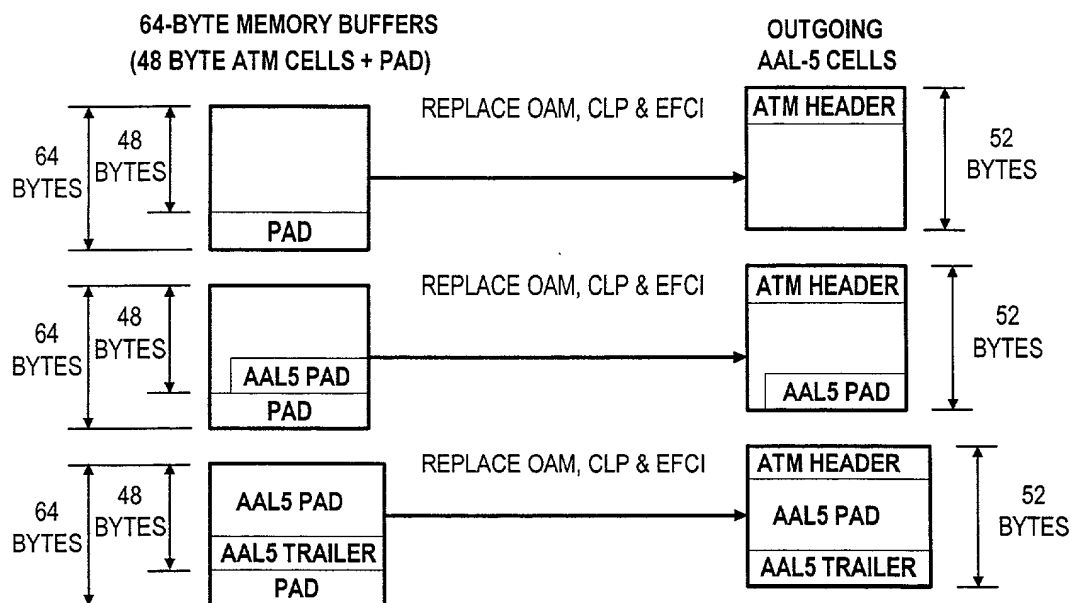 64-BYTE MEMORY BUFFERS
(48 BYTE ATM CELLS + PAD)
OUTGOING
AAL-5 CELLS
64
BYTES
48
BYTES
PAD
REPLACE OAM, CLP & EFCI
ATM HEADER
52
BYTES
64
BYTES
48
BYTES
AAL5 PAD
PAD
REPLACE OAM, CLP & EFCI
ATM HEADER
AAL5 PAD
52
BYTES
64
BYTES
48
BYTES
AAL5 PAD
AAL5 TRAILER
PAD
REPLACE OAM, CLP & EFCI
ATM HEADER
AAL5 PAD
AAL5 TRAILER
52
BYTES